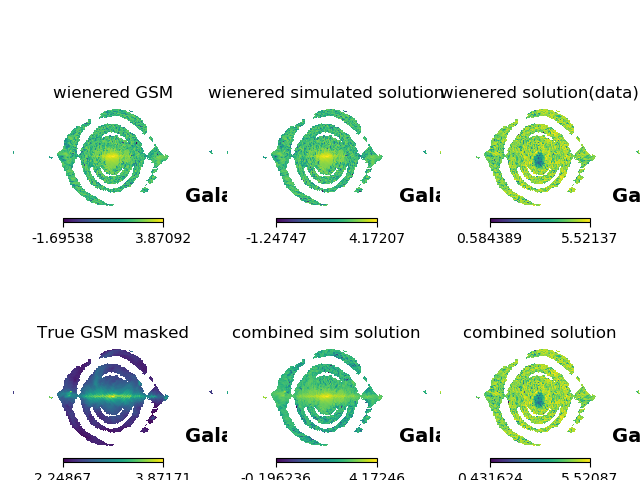 wienered GSM
wienered simulated solution
wienered solution(data)
Gala
Gala
Ga
-1.69538 3.87092
-1.24747 4.17207
0.584389 5.52137
True GSM masked
combined sim solution
combined solution
Gala
Gala
Ga
2.24867 3.87171
-0.196236 4.17246
0.431624 5.52087